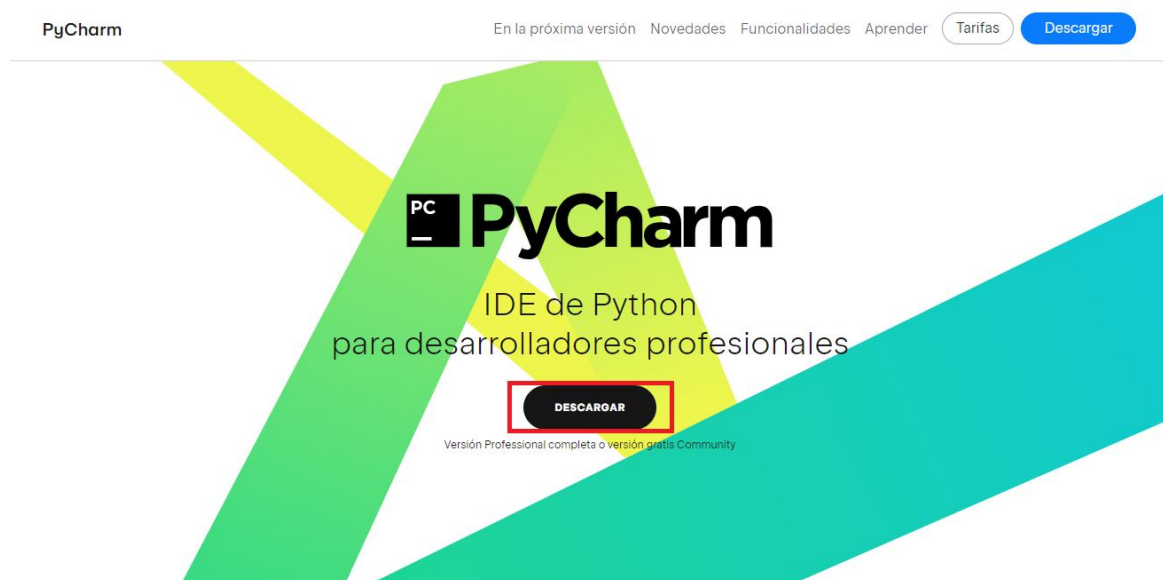 PyCharm
En la próxima versión Novedades Funcionalidades Aprender Tarifas Descargar
PC
PyCharm
IDE de Python
para desarrolladores profesionales
DESCARGAR
Versión Professional completa o versión gratis Community